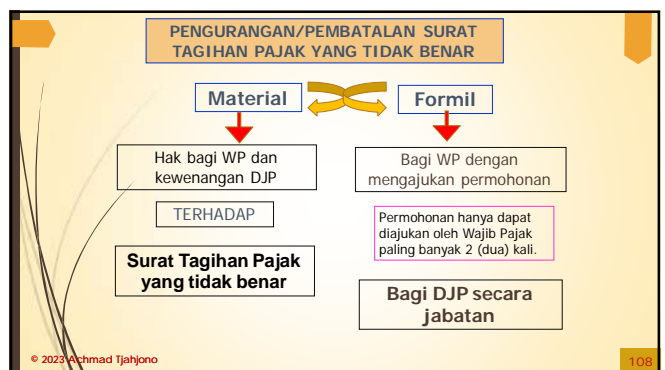 PENGURANGAN/PEMBATALAN SURAT
TAGIHAN PAJAK YANG TIDAK BENAR
Material
Formil
Hak bagi WP dan
kewenangan DJP
TERHADAP
Surat Tagihan Pajak
yang tidak benar
Bagi WP dengan
mengajukan permohonan
Permohonan hanya dapat
diajukan oleh Wajib Pajak
paling banyak 2 (dua) kali.
Bagi DJP secara
jabatan
© 2023 Achmad Tjahjono
108